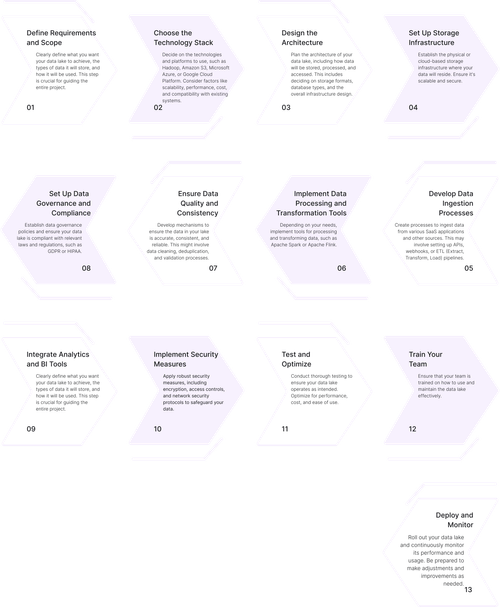 Define Requirements
and Scope
Clearly define what you want
your data lake to achieve, the
types of data it will store, and
how it will be used. This step
is crucial for guiding the
entire project.
01
Choose the
Technology Stack
Decide on the technologies
and platforms to use, such as
Hadoop, Amazon S3, Microsoft
Azure, or Google Cloud
Platform. Consider factors like
scalability, performance, cost,
and compatibility with existing
systems.
02
Design the
Architecture
Plan the architecture of your
data lake, including how data
will be stored, processed, and
accessed. This includes
deciding on storage formats,
database types, and the
overall infrastructure design.
03
Set Up Storage
Infrastructure
Establish the physical or
cloud-based storage
infrastructure where your
data will reside. Ensure it's
scalable and secure.
04
Set Up Data
Governance and
Compliance
Establish data governance
policies and ensure your data
lake is compliant with relevant
laws and regulations, such as
GDPR or HIPAA.
08
Ensure Data
Quality and
Consistency
Develop mechanisms to
ensure the data in your lake
is accurate, consistent, and
reliable. This might involve
data cleaning, deduplication,
and validation processes.
07
Implement Data
Processing and
Transformation Tools
Depending on your needs,
implement tools for processing
and transforming data, such as
Apache Spark or Apache Flink.
06
Develop Data
Ingestion
Processes
Create processes to ingest data
from various SaaS applications
and other sources. This may
involve setting up APIs,
webhooks, or ETL (Extract,
Transform, Load) pipelines.
05
Integrate Analytics
and BI Tools
Clearly define what you want
your data lake to achieve, the
types of data it will store, and
how it will be used. This step
is crucial for guiding the
entire project.
09
Implement Security
Measures
Apply robust security
measures, including
encryption, access controls,
and network security
protocols to safeguard your
data.
10
Test and
Optimize
Conduct thorough testing to
ensure your data lake
operates as intended.
Optimize for performance,
cost, and ease of use.
11
Train Your
Team
Ensure that your team is
trained on how to use and
maintain the data lake
effectively.
12
Deploy and
Monitor
Roll out your data lake
and continuously monitor
its performance and
usage. Be prepared to
make adjustments and
improvements as
needed.
13